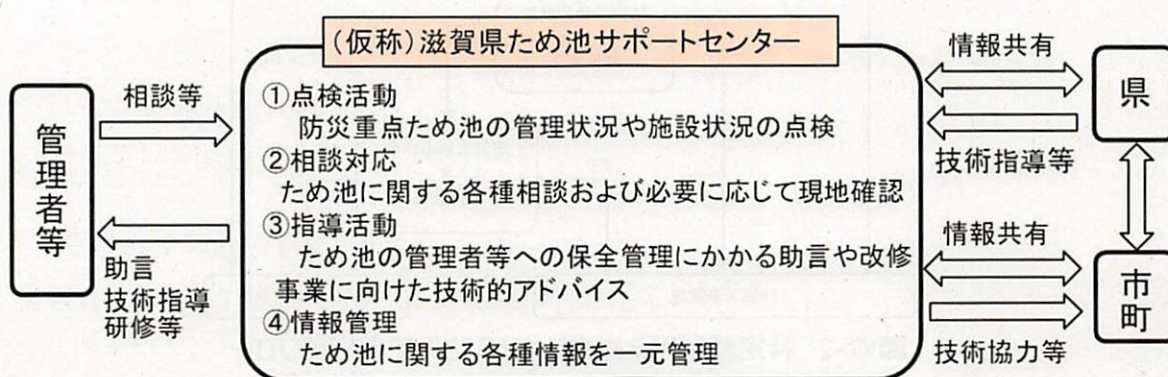 (仮称)滋賀県ため池サポートセンター
管理者等
相談等
助言
技術指導
研修等
①点検活動
防災重点ため池の管理状況や施設状況の点検
②相談対応
ため池に関する各種相談および必要に応じて現地確認
③指導活動
ため池の管理者等への保全管理にかかる助言や改修
事業に向けた技術的アドバイス
④情報管理
ため池に関する各種情報を一元管理
情報共有
技術指導等
県
情報共有
技術協力等
市町